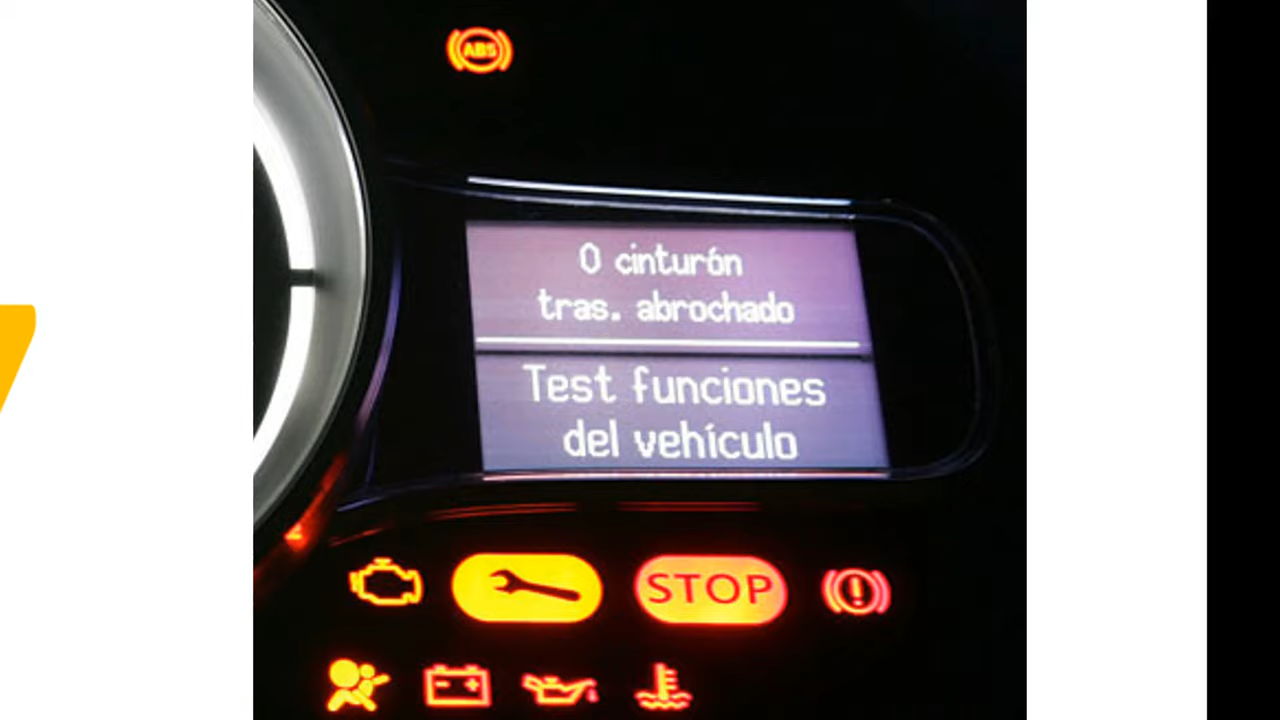 ABS
0 cinturón
tras. abrochado
Test funciones
del vehículo
STOP